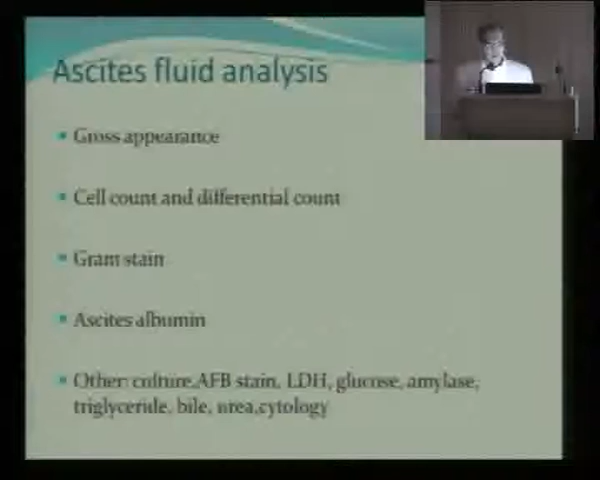 Ascites fluid analysis
Gross appearance
Cell count and differential count
Gram stain
Ascites albumin
Other: culture,AFB stain, LDH, glucose, amylase,
triglyceride, bile, urea,cytology